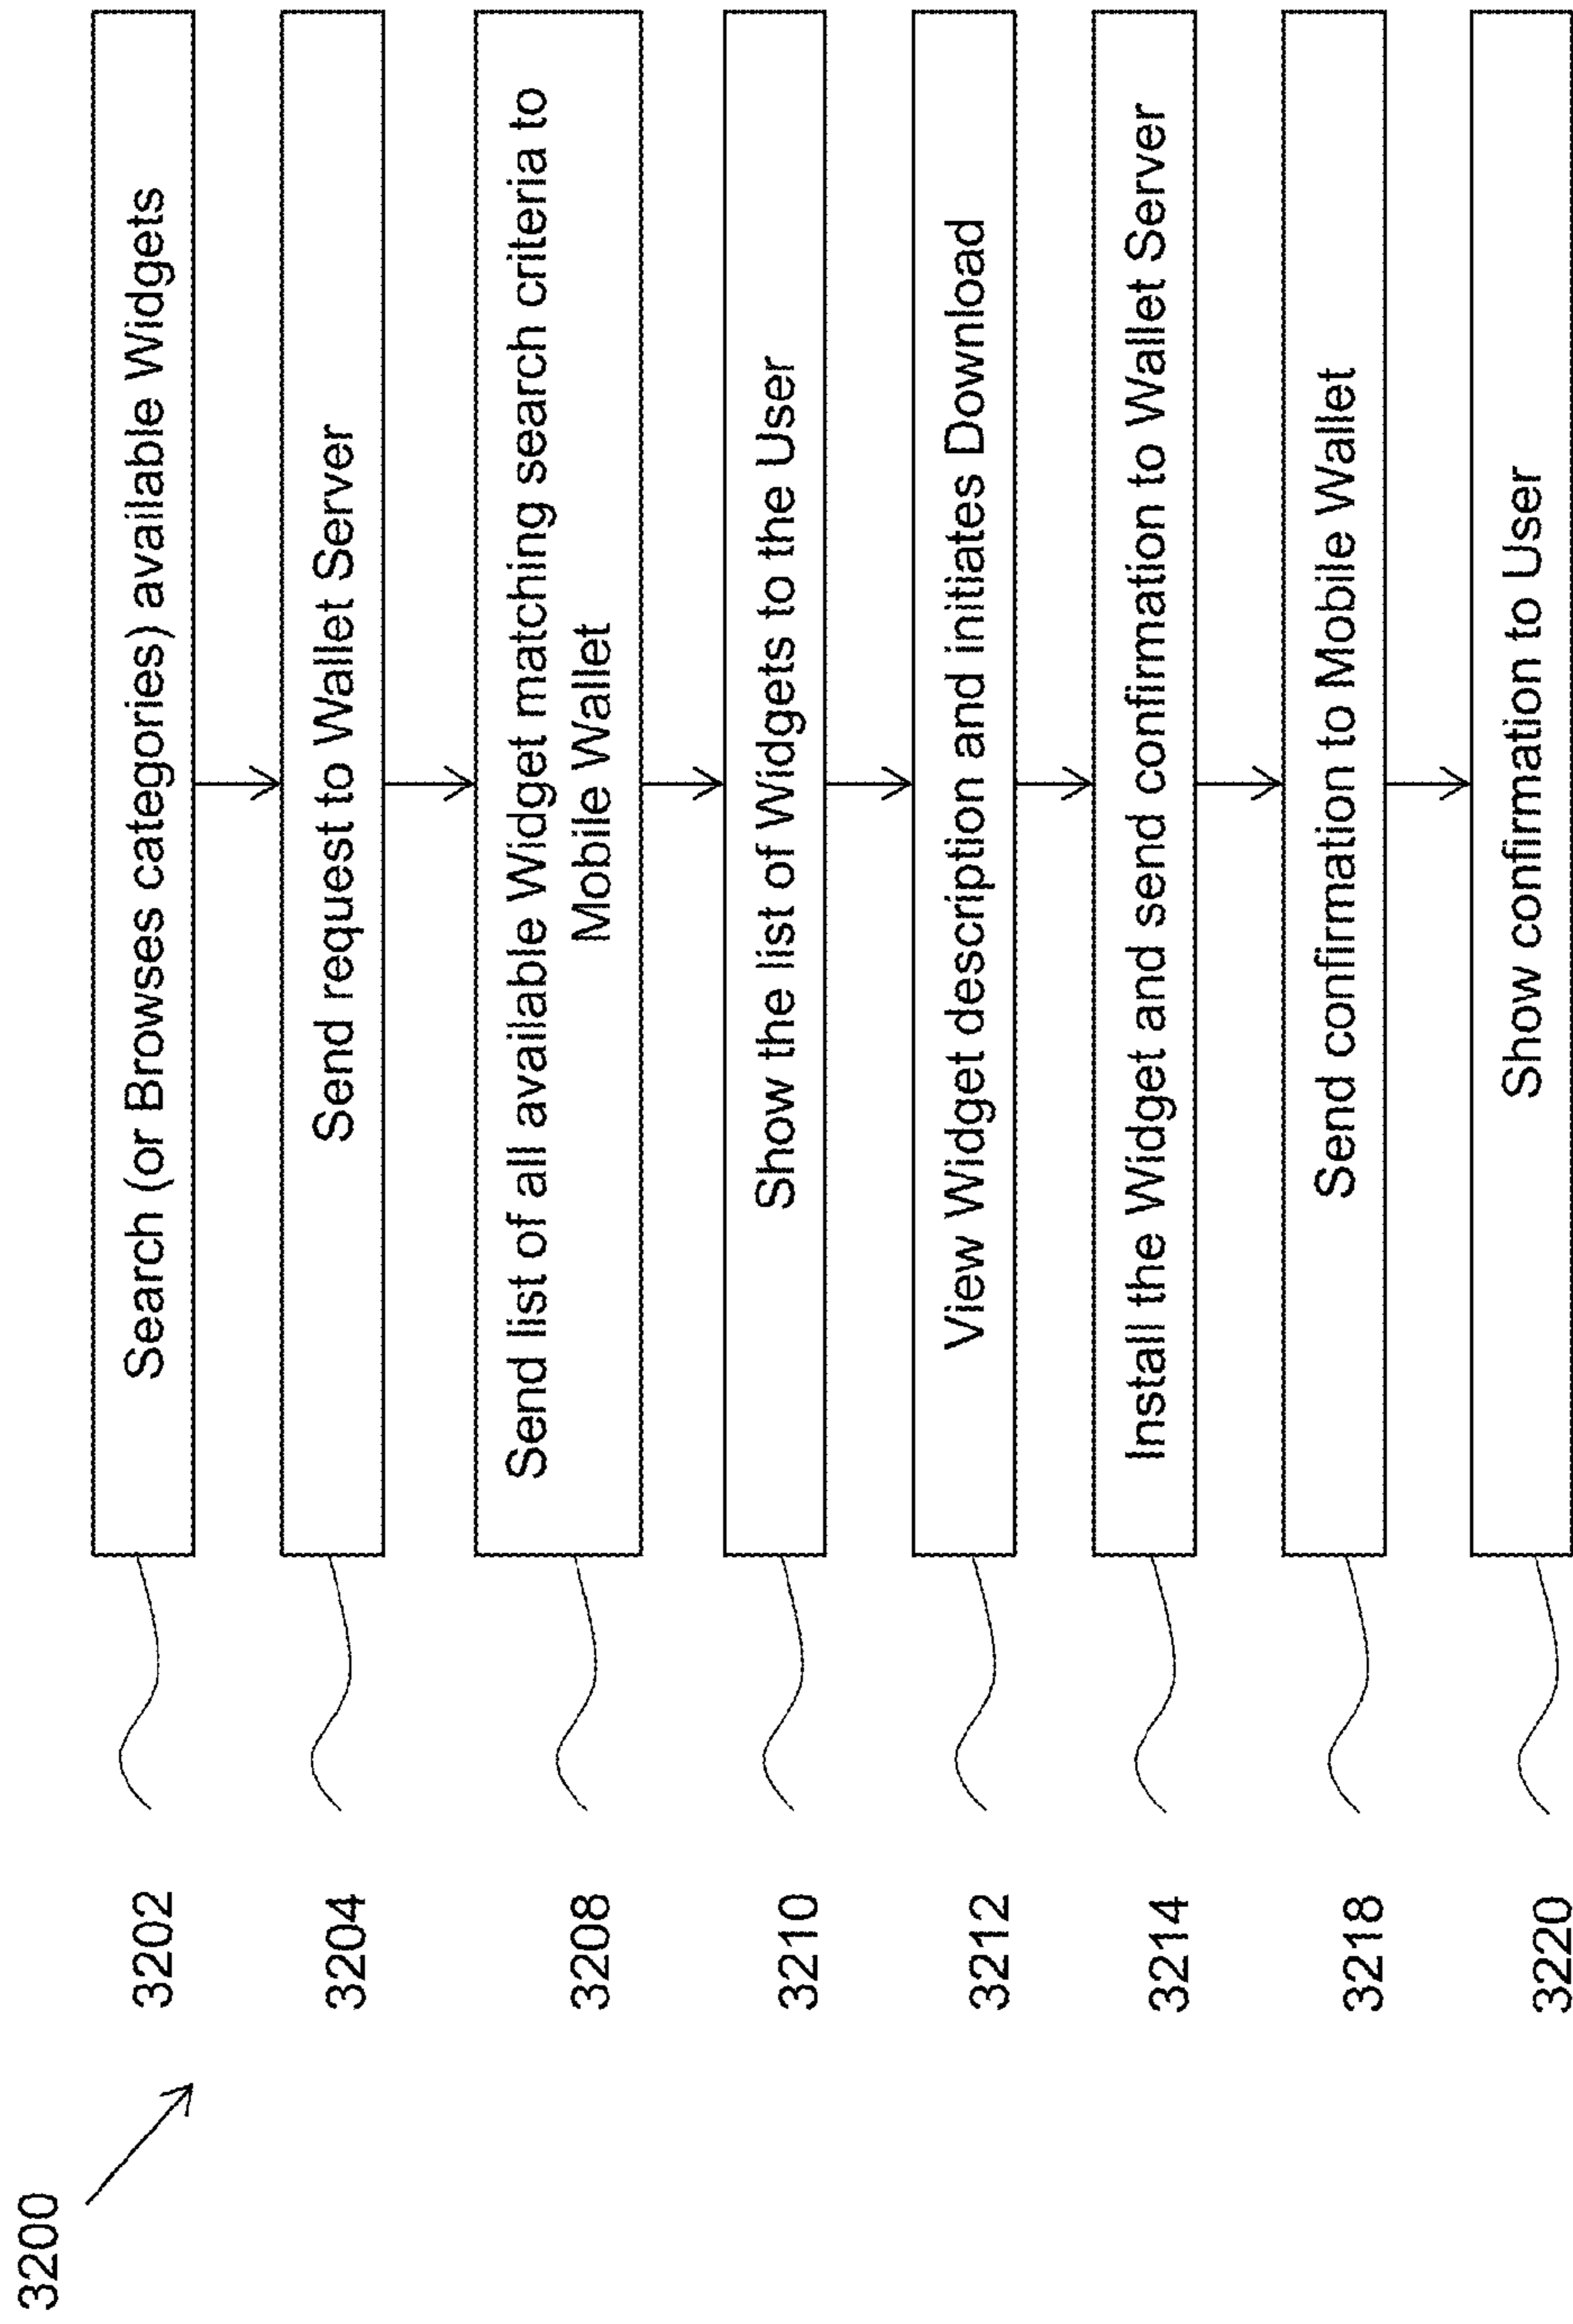 3200
3202
Search (or Browses categories) available Widgets
3204
Send request to Wallet Server
3208
Send list of all available Widget matching search criteria to
Mobile Wallet
3210
Show the list of Widgets to the User
3212
View Widget description and initiates Download
3214
Install the Widget and send confirmation to Wallet Server
3218
Send confirmation to Mobile Wallet
3220
Show confirmation to User